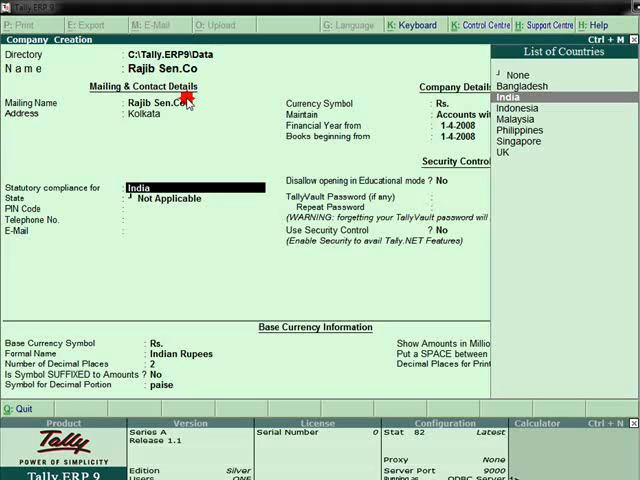 Tally.ERP 9
P: Print E: Export M: E-Mail O: Upload G: Language K: Keyboard K: Control Centre H: Support Centre H: Help
Company Creation Ctrl + M
Directory : C:\Tally.ERP9\Data
Name : Rajib Sen.Co
Mailing & Contact Details
Mailing Name : Rajib Sen.Co
Address : Kolkata
Statutory compliance for : India
State : Not Applicable
PIN Code :
Telephone No. :
E-Mail :
Company Details
Currency Symbol : Rs.
Maintain : Accounts wi
Financial Year from : 1-4-2008
Books beginning from : 1-4-2008
Security Contro
Disallow opening in Educational mode ? No
TallyVault Password (if any) :
Repeat Password :
(WARNING: forgetting your TallyVault password will
Use Security Control ? No
(Enable Security to avail Tally.NET Features)
List of Countries
None
Bangladesh
India
Indonesia
Malaysia
Philippines
Singapore
UK
Base Currency Information
Base Currency Symbol : Rs.
Formal Name : Indian Rupees
Number of Decimal Places : 2
Is Symbol SUFFIXED to Amounts ? No
Symbol for Decimal Portion : paise
Show Amounts in Millio
Put a SPACE between
Decimal Places for Print
Q: Quit
Product
Tally
POWER OF SIMPLICITY
Tally.ERP 9
Version
Series A
Release 1.1
Edition Silver
Users ONE
License
Serial Number 0
Configuration
Stat 82 Latest
Proxy None
Server Port 9000
Running as ODBC Server
Calculator Ctrl + N